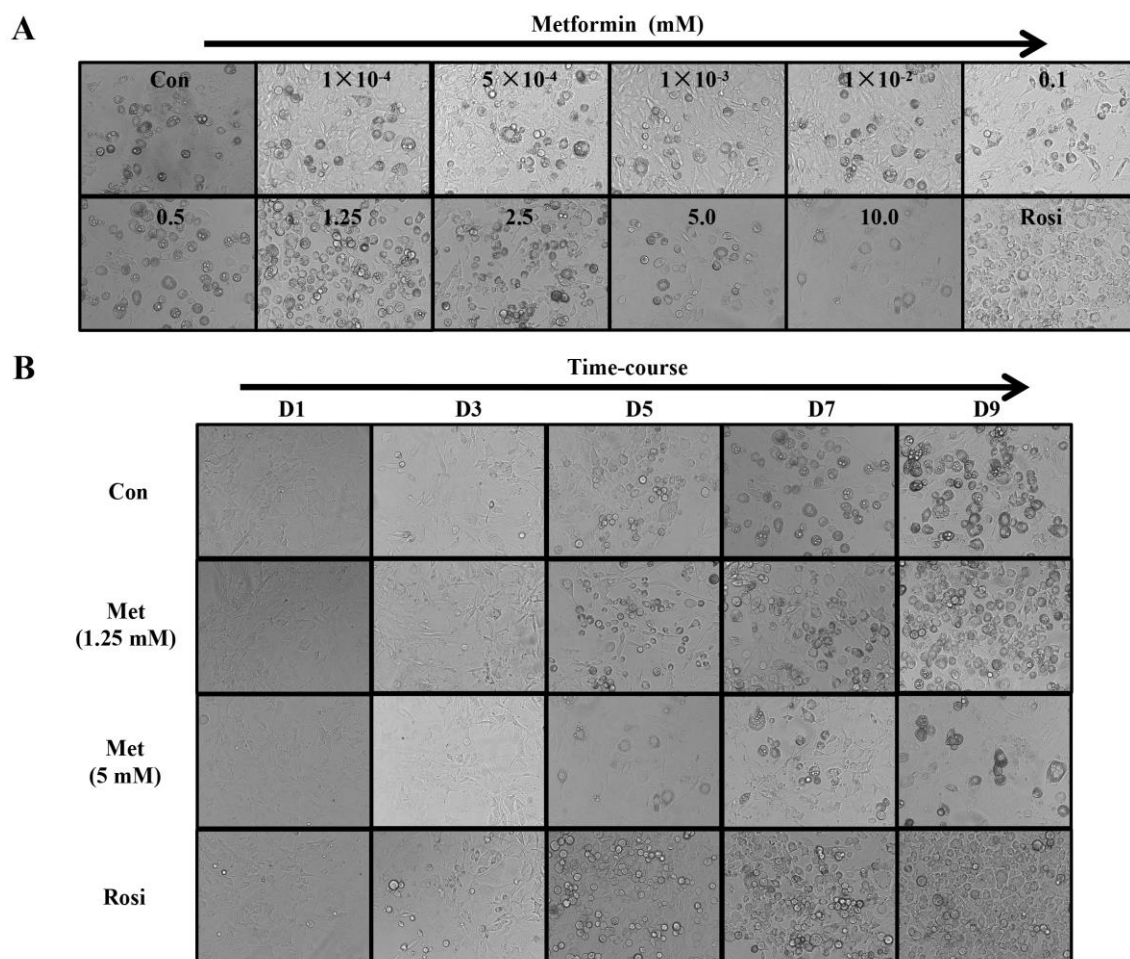 A
Metformin (mM)
Con 1×10⁻⁴ 5×10⁻⁴ 1×10⁻³ 1×10⁻² 0.1
0.5 1.25 2.5 5.0 10.0 Rosi
B
Time-course
D1 D3 D5 D7 D9
Con
Met
(1.25 mM)
Met
(5 mM)
Rosi